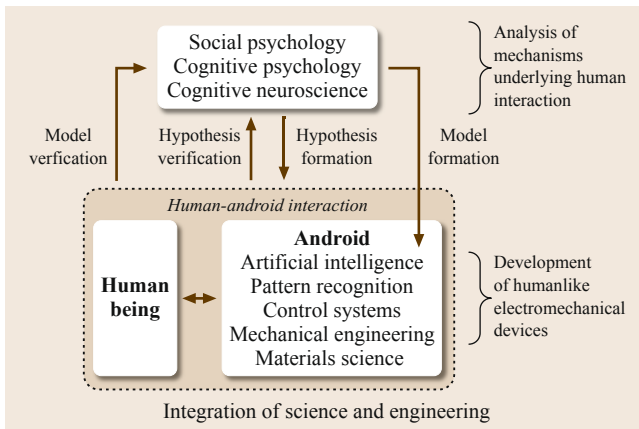 Social psychology
Cognitive psychology
Cognitive neuroscience
Analysis of
mechanisms
underlying human
interaction
Model
verfication
Hypothesis
verification
Hypothesis
formation
Model
formation
Human-android interaction
Human
being
Android
Artificial intelligence
Pattern recognition
Control systems
Mechanical engineering
Materials science
Development
of humanlike
electromechanical
devices
Integration of science and engineering